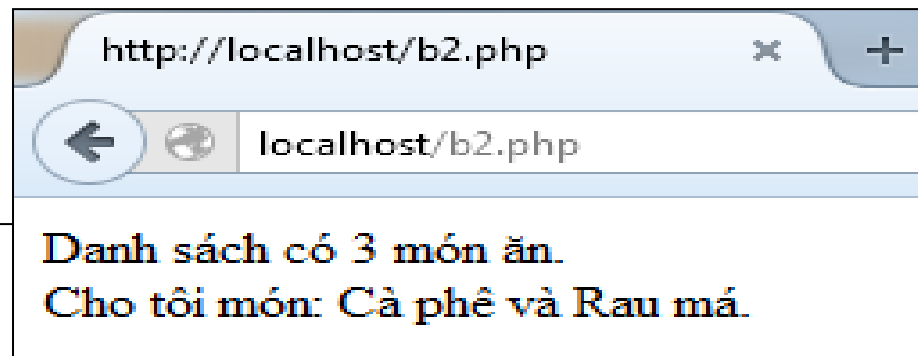 http://localhost/b2.php
localhost/b2.php
Danh sách có 3 món ăn.
Cho tôi món: Cà phê và Rau má.